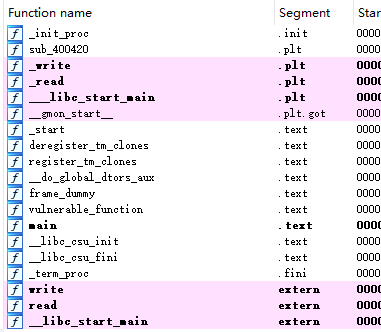 Function name Segment Star
f _init_proc .init 0000
f sub_400420 .plt 0000
f _write .plt 0000
f _read .plt 0000
f ___libc_start_main .plt 0000
f __gmon_start__ .plt.got 0000
f _start .text 0000
f deregister_tm_clones .text 0000
f register_tm_clones .text 0000
f __do_global_dtors_aux .text 0000
f frame_dummy .text 0000
f vulnerable_function .text 0000
f main .text 0000
f __libc_csu_init .text 0000
f __libc_csu_fini .text 0000
f _term_proc .fini 0000
f write extern 0000
f read extern 0000
f __libc_start_main extern 0000